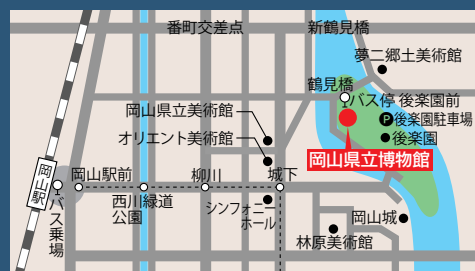 番町交差点
新鶴見橋
夢二郷土美術館
鶴見橋
バス停 後楽園前
岡山県立美術館
P後楽園駐車場
オリエント美術館
後楽園
岡山県立博物館
岡山駅
岡山駅前
柳川
城下
バス乗場
西川緑道
公園
シンフォニー
ホール
岡山城
林原美術館